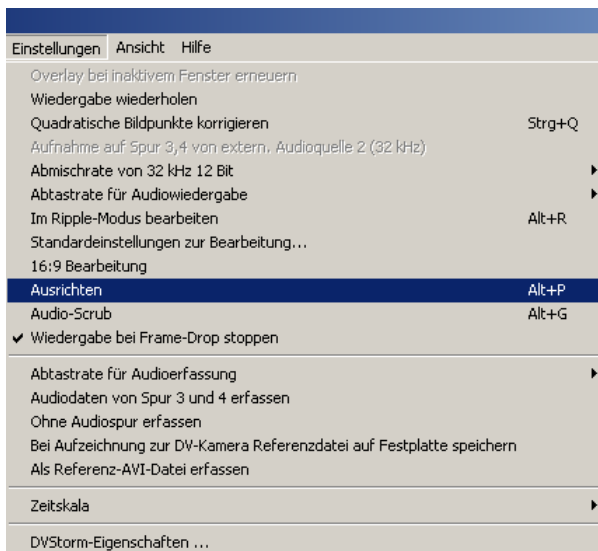 Einstellungen Ansicht Hilfe
Overlay bei inaktivem Fenster erneuern
Wiedergabe wiederholen
Quadratische Bildpunkte korrigieren Strg+Q
Aufnahme auf Spur 3,4 von extern. Audioquelle 2 (32 kHz)
Abmischrate von 32 kHz 12 Bit
Abtastrate für Audiowiedergabe
Im Ripple-Modus bearbeiten Alt+R
Standardeinstellungen zur Bearbeitung...
16:9 Bearbeitung
Ausrichten Alt+P
Audio-Scrub Alt+G
Wiedergabe bei Frame-Drop stoppen
Abtastrate für Audioerfassung
Audiodaten von Spur 3 und 4 erfassen
Ohne Audiospur erfassen
Bei Aufzeichnung zur DV-Kamera Referenzdatei auf Festplatte speichern
Als Referenz-AVI-Datei erfassen
Zeitskala
DVStorm-Eigenschaften ...